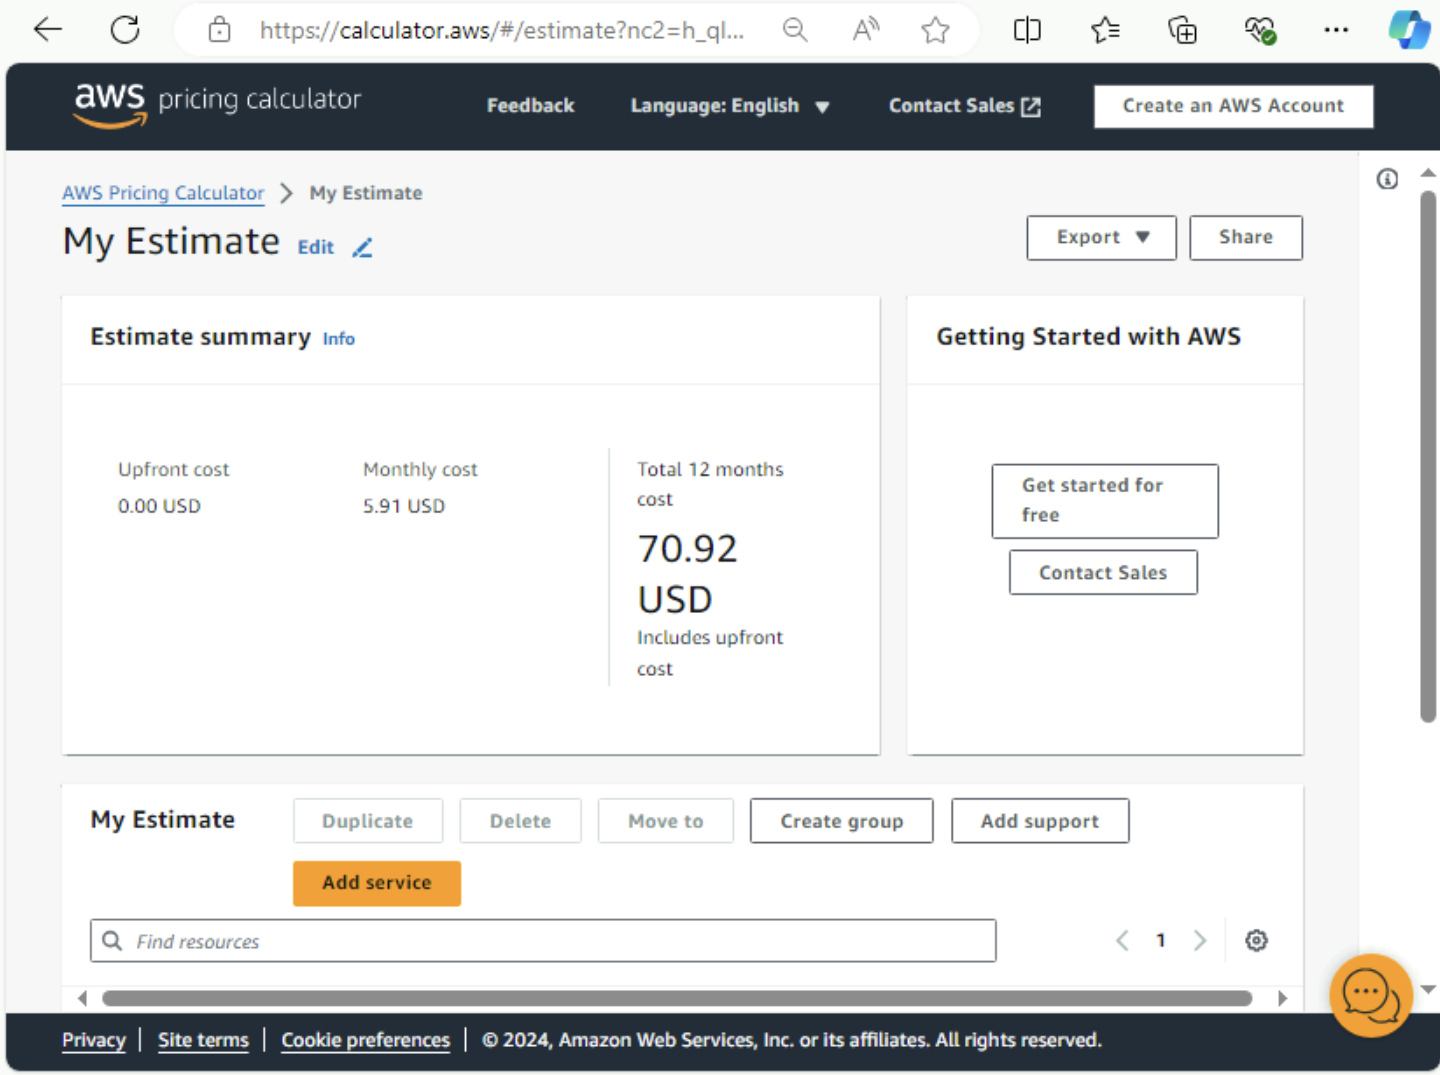 https://calculator.aws/#/estimate?nc2=h_ql...
aws pricing calculator
Feedback
Language: English
Contact Sales
Create an AWS Account
AWS Pricing Calculator > My Estimate
My Estimate Edit
Export
Share
Estimate summary Info
Upfront cost
0.00 USD
Monthly cost
5.91 USD
Total 12 months
cost
70.92
USD
Includes upfront
cost
Getting Started with AWS
Get started for
free
Contact Sales
My Estimate
Duplicate
Delete
Move to
Create group
Add support
Add service
Find resources
1
Privacy | Site terms | Cookie preferences | © 2024, Amazon Web Services, Inc. or its affiliates. All rights reserved.